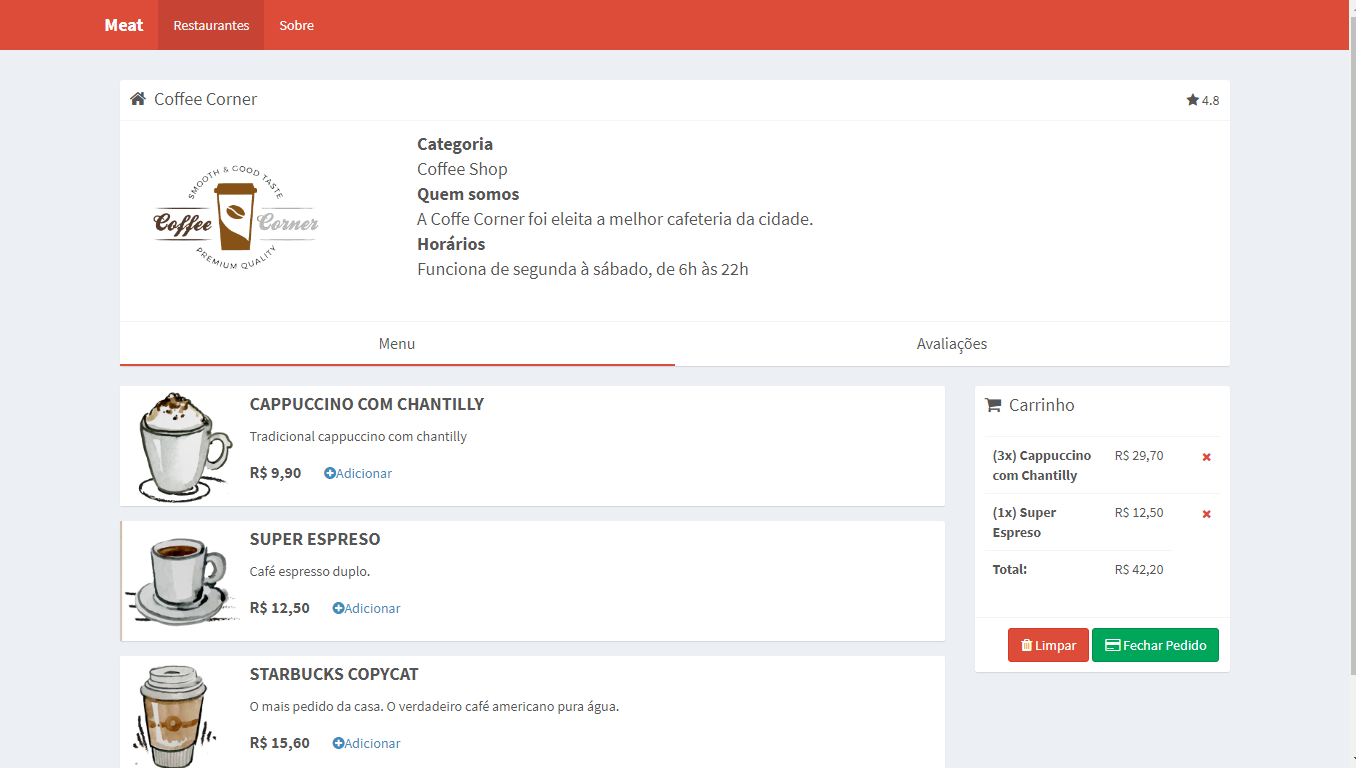 Meat Restaurantes Sobre
Coffee Corner
4.8
SMOOTH & GOOD TASTE
Coffee Corner
PREMIUM QUALITY
Categoria
Coffee Shop
Quem somos
A Coffe Corner foi eleita a melhor cafeteria da cidade.
Horários
Funciona de segunda à sábado, de 6h às 22h
Menu
Avaliações
CAPPUCCINO COM CHANTILLY
Tradicional cappuccino com chantilly
R$ 9,90 Adicionar
SUPER ESPRESO
Café espresso duplo.
R$ 12,50 Adicionar
STARBUCKS COPYCAT
O mais pedido da casa. O verdadeiro café americano pura água.
R$ 15,60 Adicionar
Carrinho
(3x) Cappuccino R$ 29,70
com Chantilly
(1x) Super R$ 12,50
Espreso
Total: R$ 42,20
Limpar Fechar Pedido